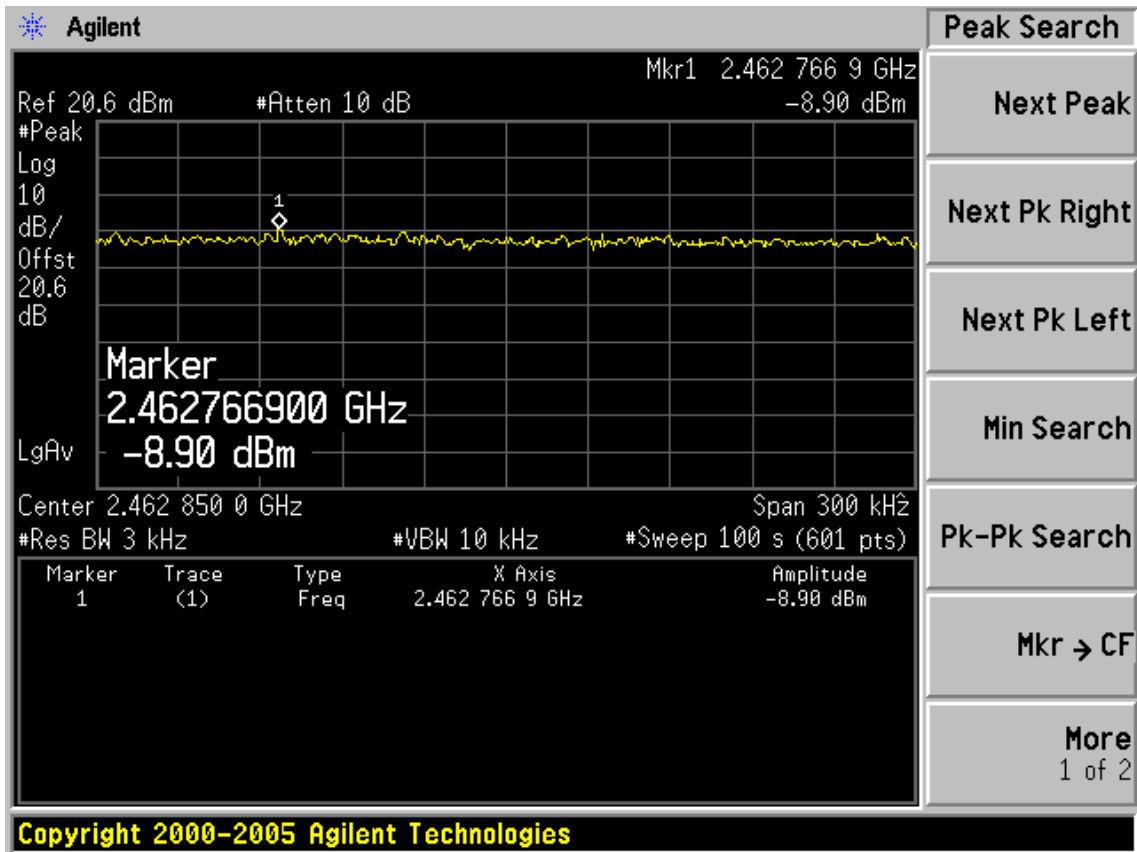 Agilent
Peak Search
Mkr1 2.462 766 9 GHz
Ref 20.6 dBm #Atten 10 dB -8.90 dBm
#Peak
Log
10
dB/
Offst
20.6
dB
LgAv
1
Marker
2.462766900 GHz
-8.90 dBm
Center 2.462 850 0 GHz Span 300 kHz
#Res BW 3 kHz #VBW 10 kHz #Sweep 100 s (601 pts)
Marker Trace Type X Axis Amplitude
1 (1) Freq 2.462 766 9 GHz -8.90 dBm
Next Peak
Next Pk Right
Next Pk Left
Min Search
Pk-Pk Search
Mkr → CF
More
1 of 2
Copyright 2000-2005 Agilent Technologies